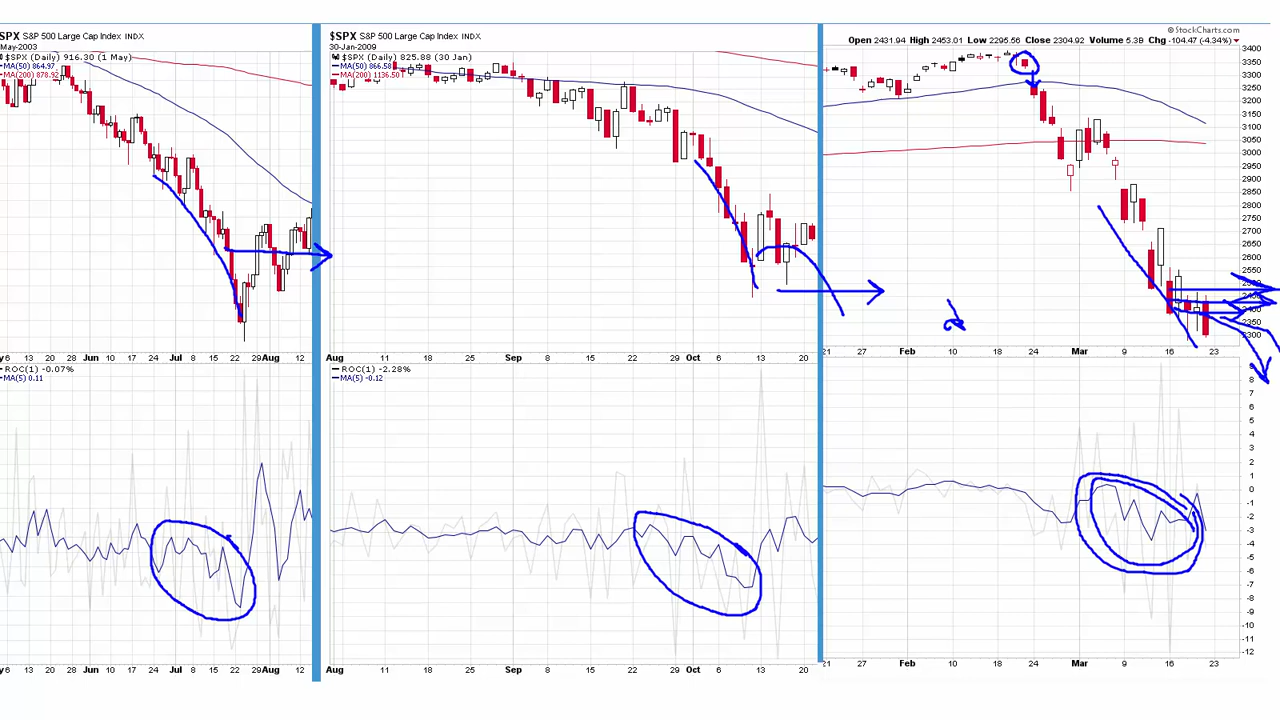 $SPX S&P 500 Large Cap Index INDX
May-2003
$SPX (Daily) 916.30 (1 May)
MA(50) 864.97
MA(200) 878.92
6 13 20 Jun 10 17 24 Jul 8 15 22 29 Aug 5 12
ROC(1) -0.07%
MA(5) 0.11
6 13 20 Jun 10 17 24 Jul 8 15 22 29 Aug 5 12
$SPX S&P 500 Large Cap Index INDX
30-Jan-2009
$SPX (Daily) 825.88 (30 Jan)
MA(50) 866.58
MA(200) 1136.50
Aug 11 18 25 Sep 8 15 22 29 Oct 13 20
ROC(1) -2.28%
MA(5) -0.12
Aug 11 18 25 Sep 8 15 22 29 Oct 13 20
© StockCharts.com
Open 2431.94 High 2453.01 Low 2295.56 Close 2304.92 Volume 5.3B Chg -104.47 (-4.34%)
3400
3350
3300
3250
3200
3150
3100
3050
3000
2950
2900
2850
2800
2750
2700
2650
2600
2550
2350
2300
21 27 Feb 10 18 24 Mar 9 16 23
8
7
6
5
4
3
2
1
0
-1
-2
-3
-4
-5
-6
-7
-8
-9
-10
-11
-12
21 27 Feb 10 18 24 Mar 9 16 23